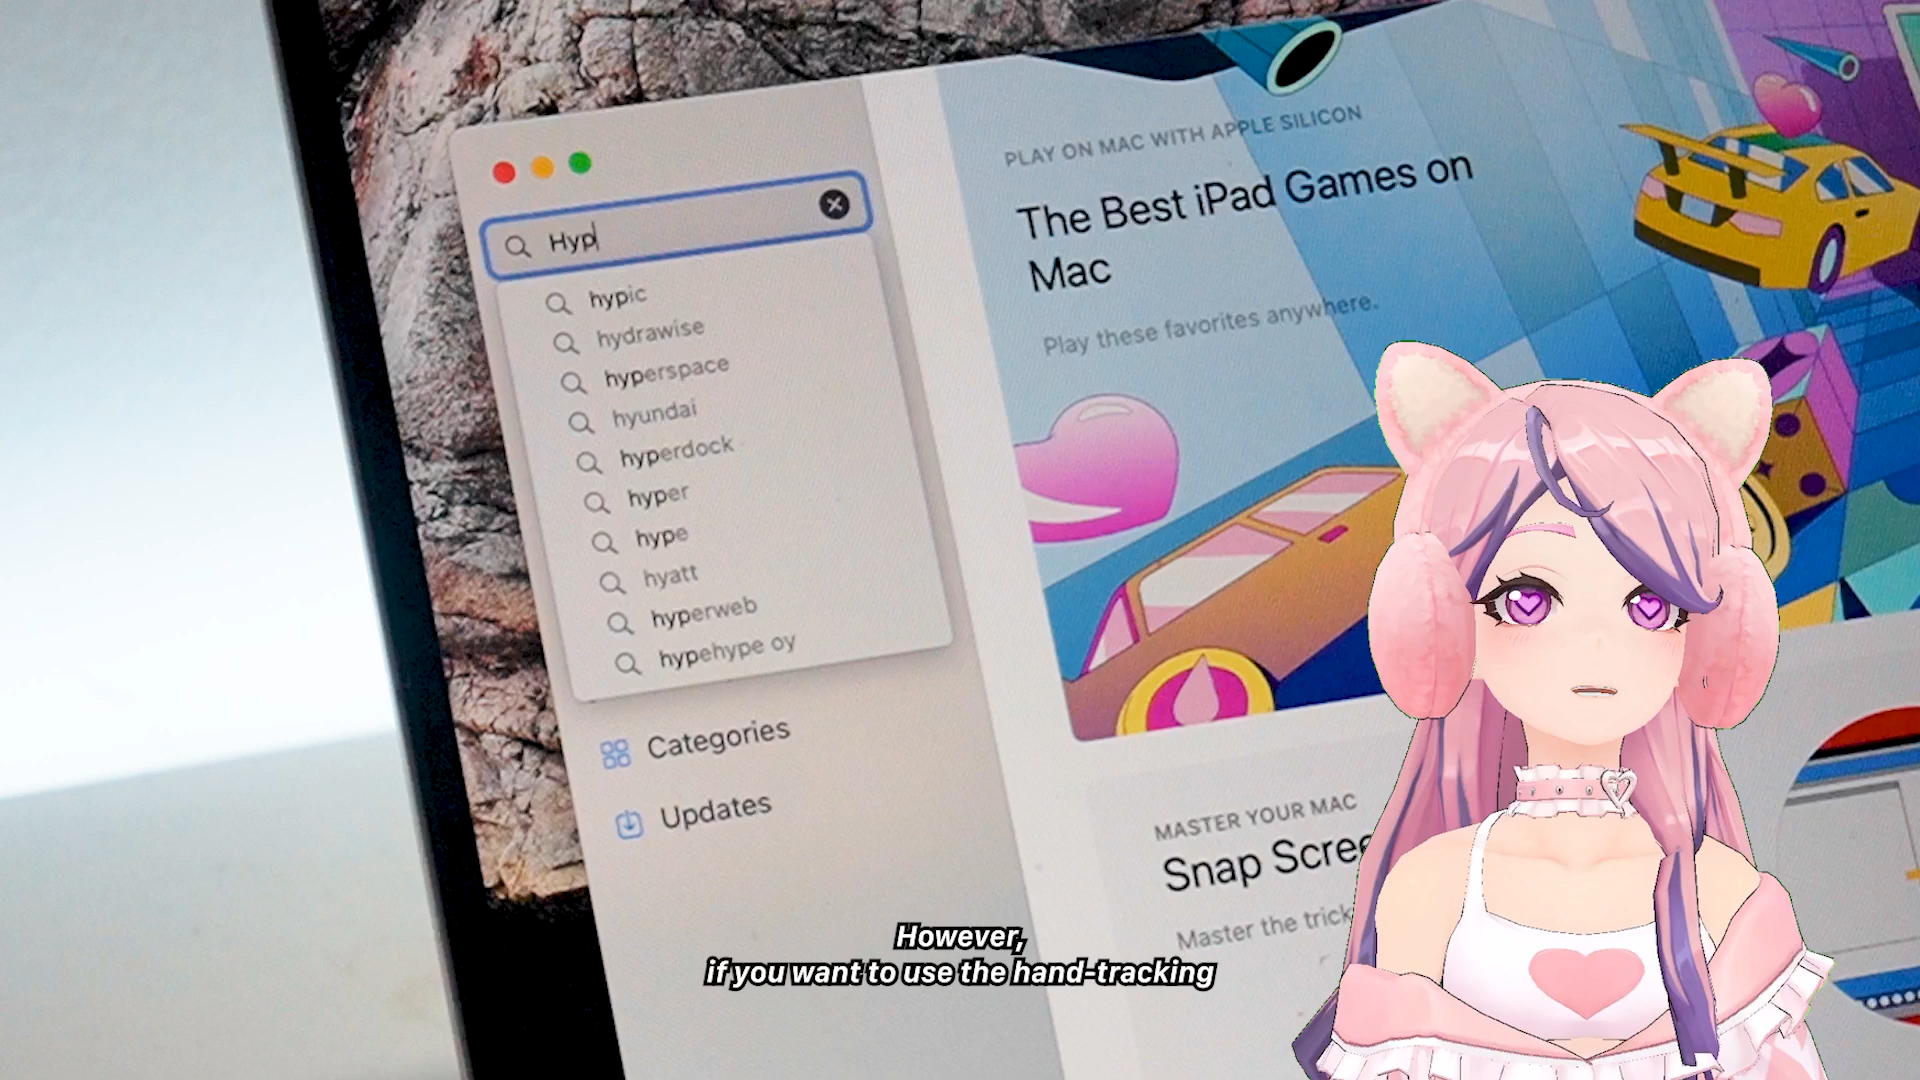 Hyp
hypic
hydrawise
hyperspace
hyundai
hyperdock
hyper
hype
hyatt
hyperweb
hypehype oy
Categories
Updates
PLAY ON MAC WITH APPLE SILICON
The Best iPad Games on
Mac
Play these favorites anywhere.
MASTER YOUR MAC
Snap Scree
Master the trick
However,
if you want to use the hand-tracking